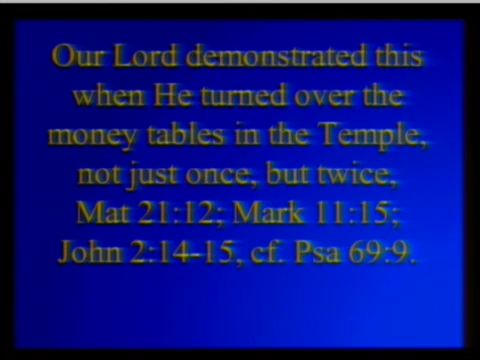 Our Lord demonstrated this
when He turned over the
money tables in the Temple,
not just once, but twice,
Mat 21:12; Mark 11:15;
John 2:14-15, cf. Psa 69:9.